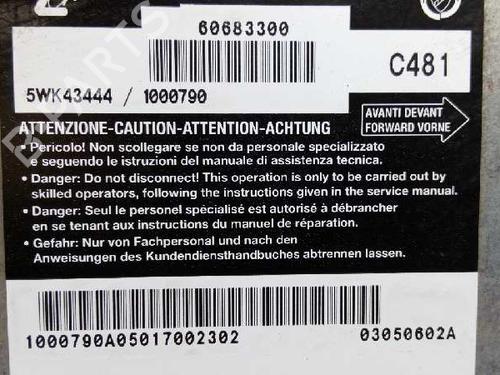 60683300
C481
5WK43444 / 1000790
AVANTI DEVANT
FORWARD VORNE
ATTENZIONE-CAUTION-ATTENTION-ACHTUNG
• Pericolo! Non scollegare se non da personale specializzato
e seguendo le istruzioni del manuale di assistenza tecnica.
• Danger: Do not disconnect! This operation is only to be carried out by
skilled operators, following the instructions given in the service manual.
• Danger: Seul le personel spécialisé est autorisé à débrancher
en se tenant aux instructions du manuel de réparation.
• Gefahr: Nur von Fachpersonal und nach den
Anweisungen des Kundendiensthandbuches abtrennen lassen.
1000790A05017002302
03050602A